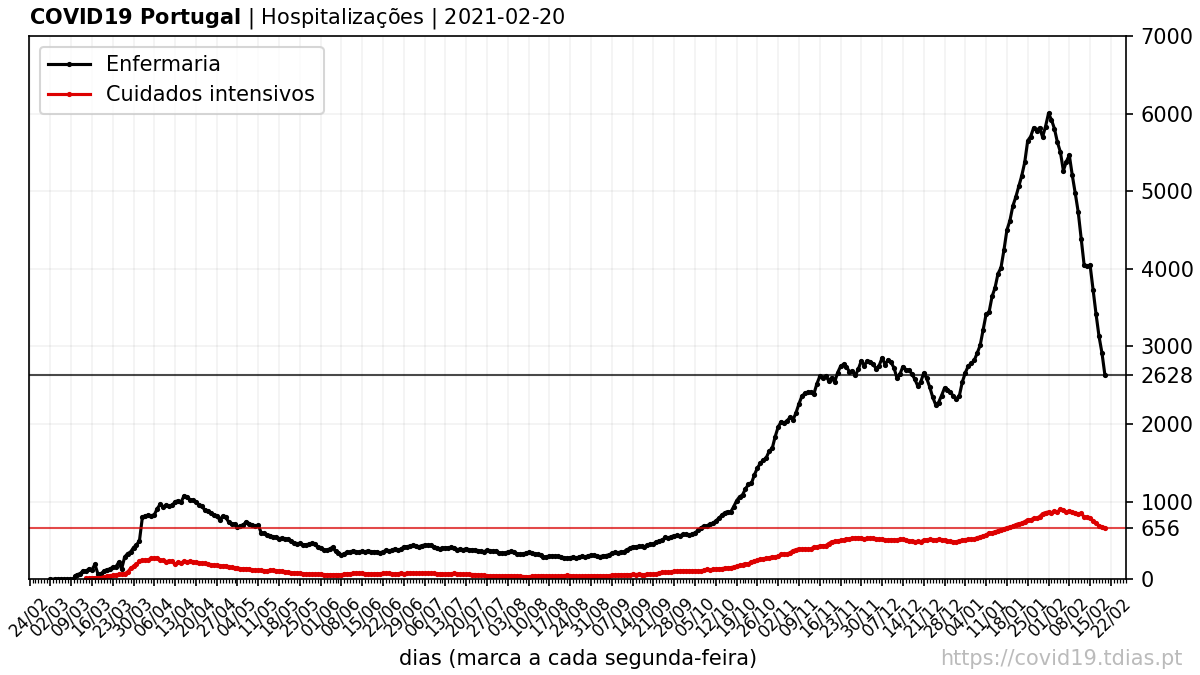 COVID19 Portugal | Hospitalizações | 2021-02-20
Enfermaria
Cuidados intensivos
7000
6000
5000
4000
3000
2628
2000
1000
656
0
24/02 02/03 09/03 16/03 23/03 30/03 06/04 13/04 20/04 27/04 04/05 11/05 18/05 25/05 01/06 08/06 15/06 22/06 29/06 06/07 13/07 20/07 27/07 03/08 10/08 17/08 24/08 31/08 07/09 14/09 21/09 28/09 05/10 12/10 19/10 26/10 02/11 09/11 16/11 23/11 30/11 07/12 14/12 21/12 28/12 04/01 11/01 18/01 25/01 01/02 08/02 15/02 22/02
dias (marca a cada segunda-feira)
https://covid19.tdias.pt